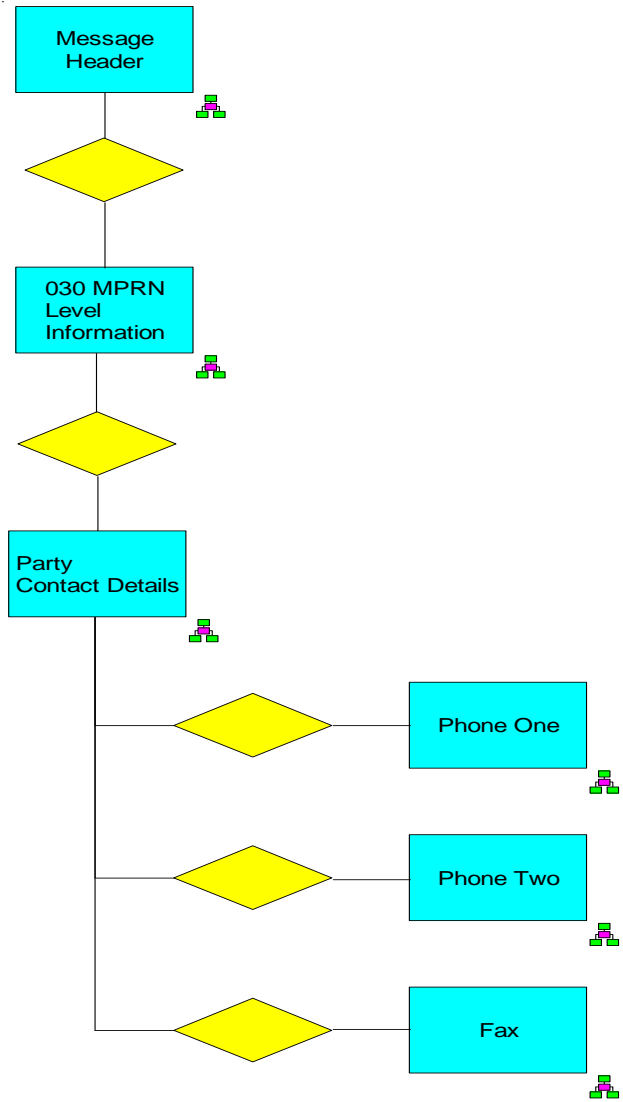 Message
Header
030 MPRN
Level
Information
Party
Contact Details
Phone One
Phone Two
Fax